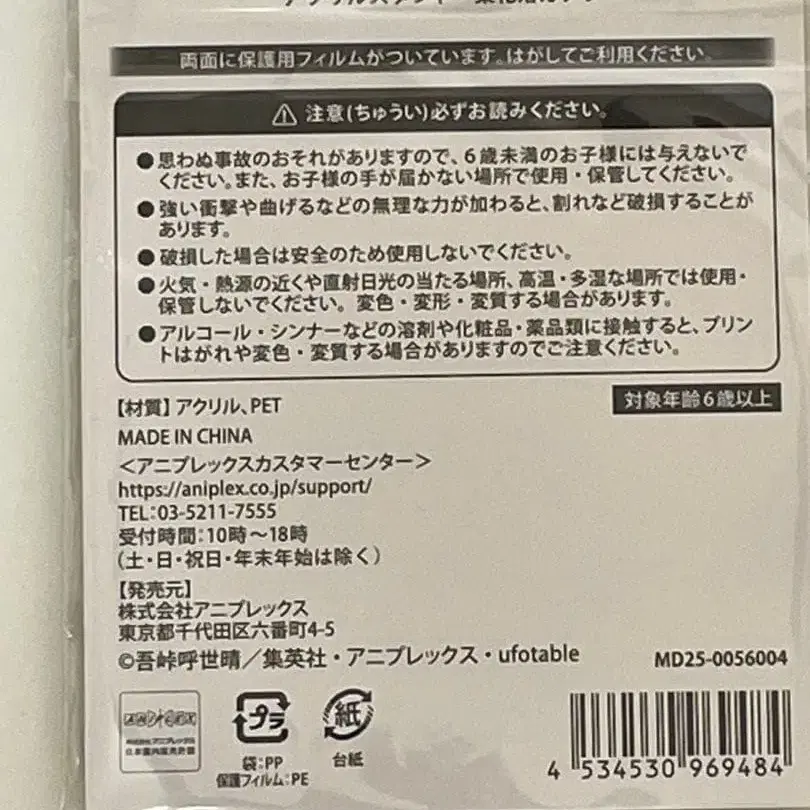 両面に保護用フィルムがついています。はがしてご利用ください。
注意(ちゅうい)必ずお読みください。
●思わぬ事故のおそれがありますので、6歳未満のお子様には与えないで
ください。また、お子様の手が届かない場所で使用・保管してください。
●強い衝撃や曲げるなどの無理な力が加わると、割れなど破損することが
あります。
●破損した場合は安全のため使用しないでください。
●火気・熱源の近くや直射日光の当たる場所、高温・多湿な場所では使用・
保管しないでください。変色・変形・変質する場合があります。
●アルコール・シンナーなどの溶剤や化粧品・薬品類に接触すると、プリン
トはがれや変色・変質する場合がありますのでご注意ください。
【材質】アクリル、PET
対象年齢6歳以上
MADE IN CHINA
＜アニプレックスカスタマーセンター＞
https://aniplex.co.jp/support/
TEL:03-5211-7555
受付時間:10時～18時
(土・日・祝日・年末年始は除く)
【発売元】
株式会社アニプレックス
東京都千代田区六番町4-5
©吾峠呼世晴／集英社・アニプレックス・ufotable
MD25-0056004
ANIPLEX
株式会社アニプレックス
日本国内販売許諾
プラ
袋:PP
保護フィルム:PE
紙
台紙
4 534530 969484